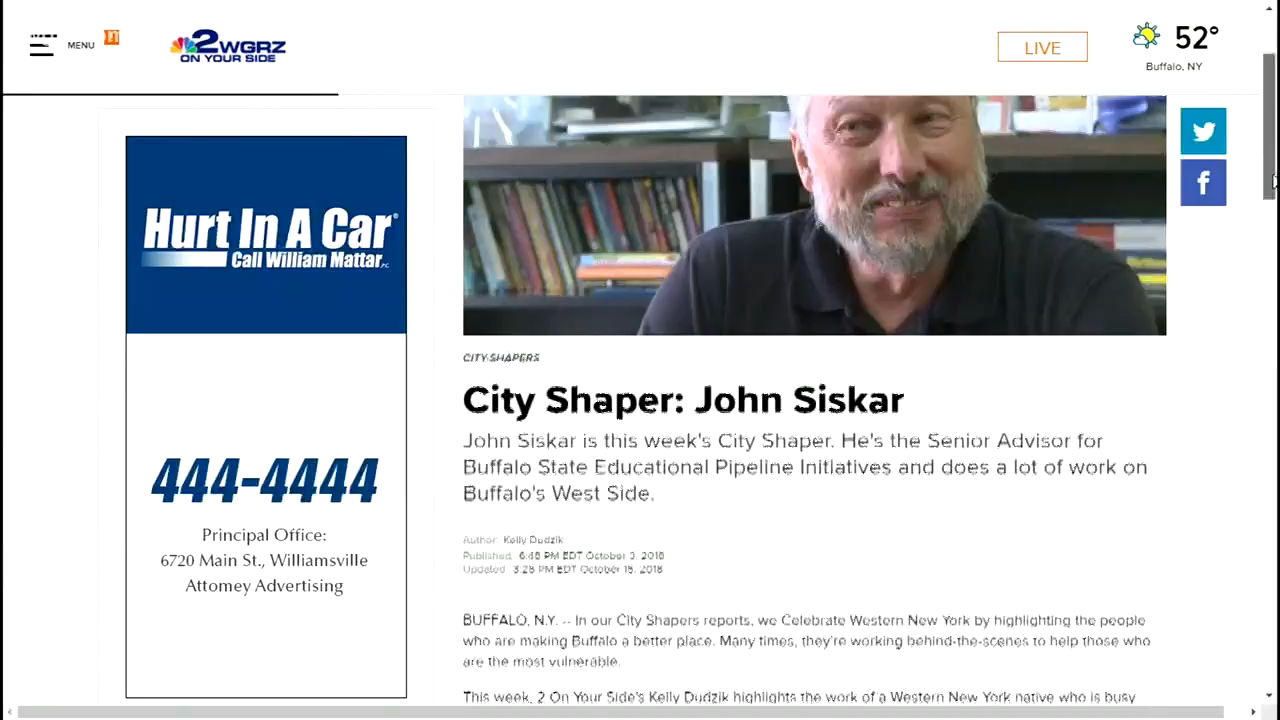 MENU
2WGRZ
ON YOUR SIDE
LIVE
52°
Buffalo, NY
Hurt In A Car®
Call William Mattar P.C.
444-4444
Principal Office:
6720 Main St., Williamsville
Attorney Advertising
CITY-SHAPERS
City Shaper: John Siskar
John Siskar is this week's City Shaper. He's the Senior Advisor for
Buffalo State Educational Pipeline Initiatives and does a lot of work on
Buffalo's West Side.
Author: Kelly Dudzik
Published: 6:48 PM EDT October 3, 2018
Updated: 3:28 PM EDT October 18, 2018
BUFFALO, N.Y. -- In our City Shapers reports, we Celebrate Western New York by highlighting the people
who are making Buffalo a better place. Many times, they're working behind-the-scenes to help those who
are the most vulnerable.
This week, 2 On Your Side's Kelly Dudzik highlights the work of a Western New York native who is busy